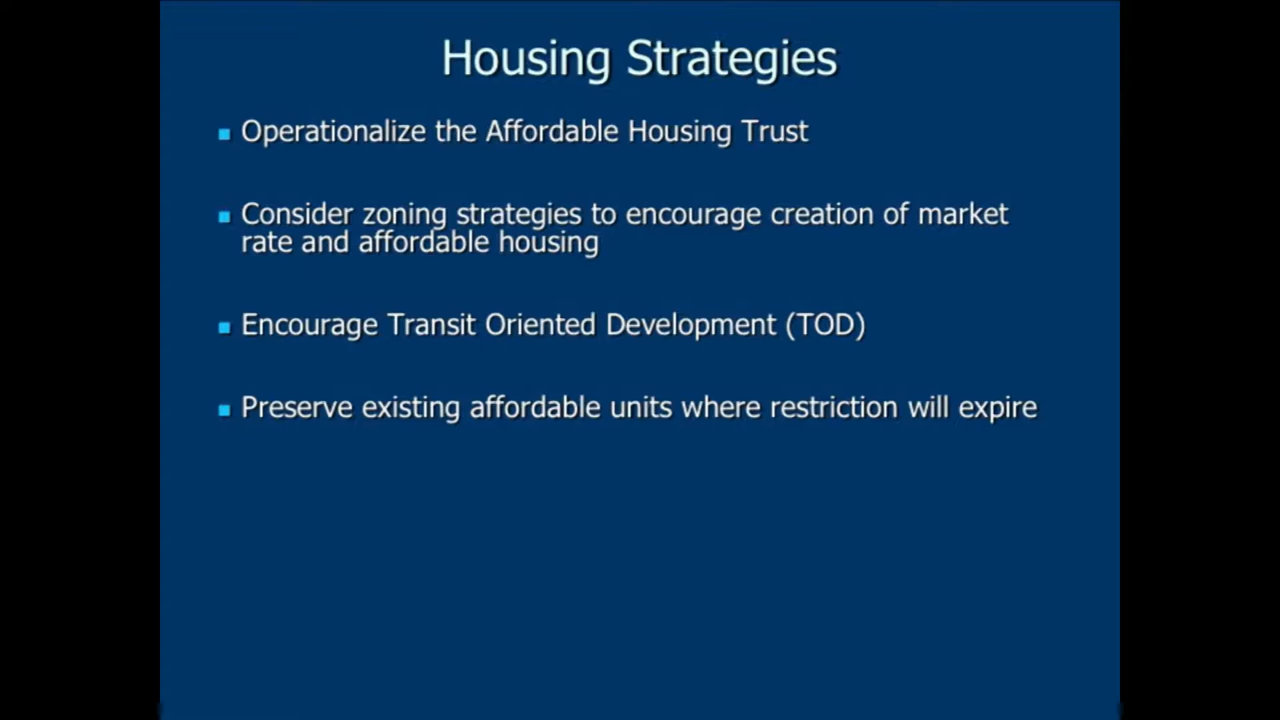 Housing Strategies
Operationalize the Affordable Housing Trust
Consider zoning strategies to encourage creation of market
rate and affordable housing
Encourage Transit Oriented Development (TOD)
Preserve existing affordable units where restriction will expire